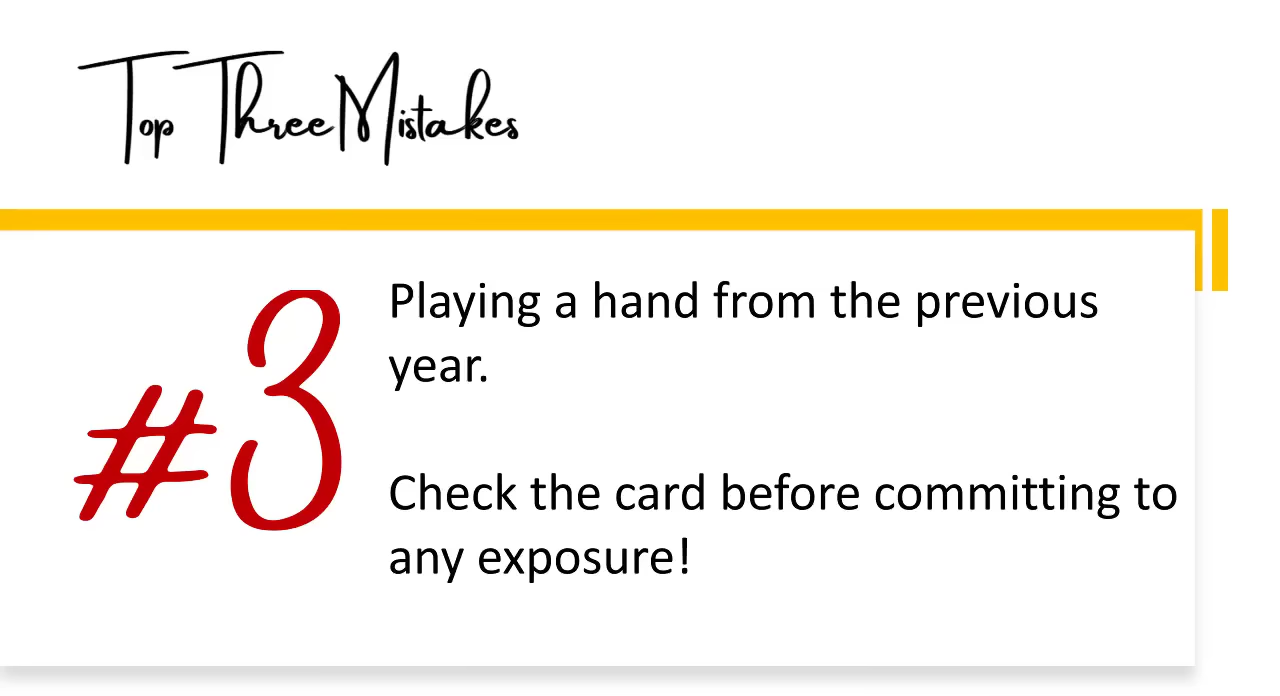 Top Three Mistakes
#3
Playing a hand from the previous
year.
Check the card before committing to
any exposure!